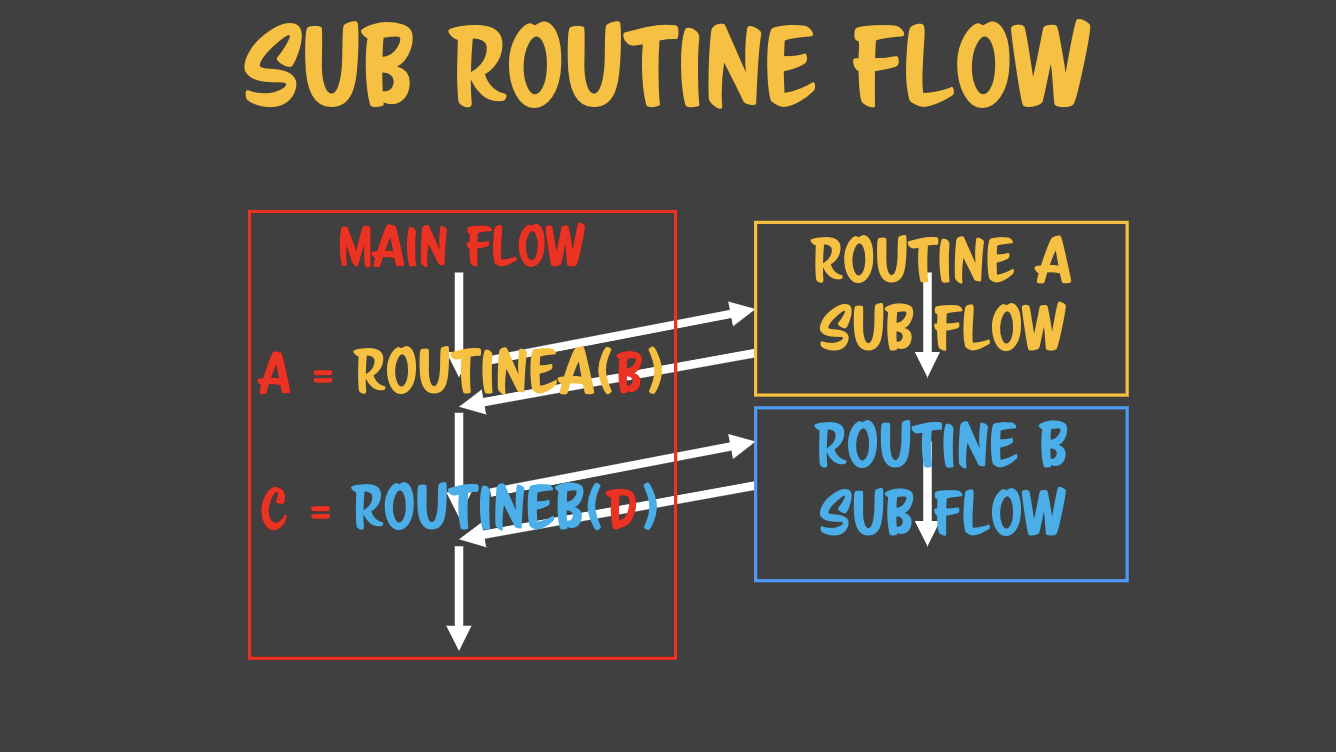 SUB ROUTINE FLOW
MAIN FLOW
A = ROUTINEA(B)
C = ROUTINEB(D)
ROUTINE A
SUB FLOW
ROUTINE B
SUB FLOW